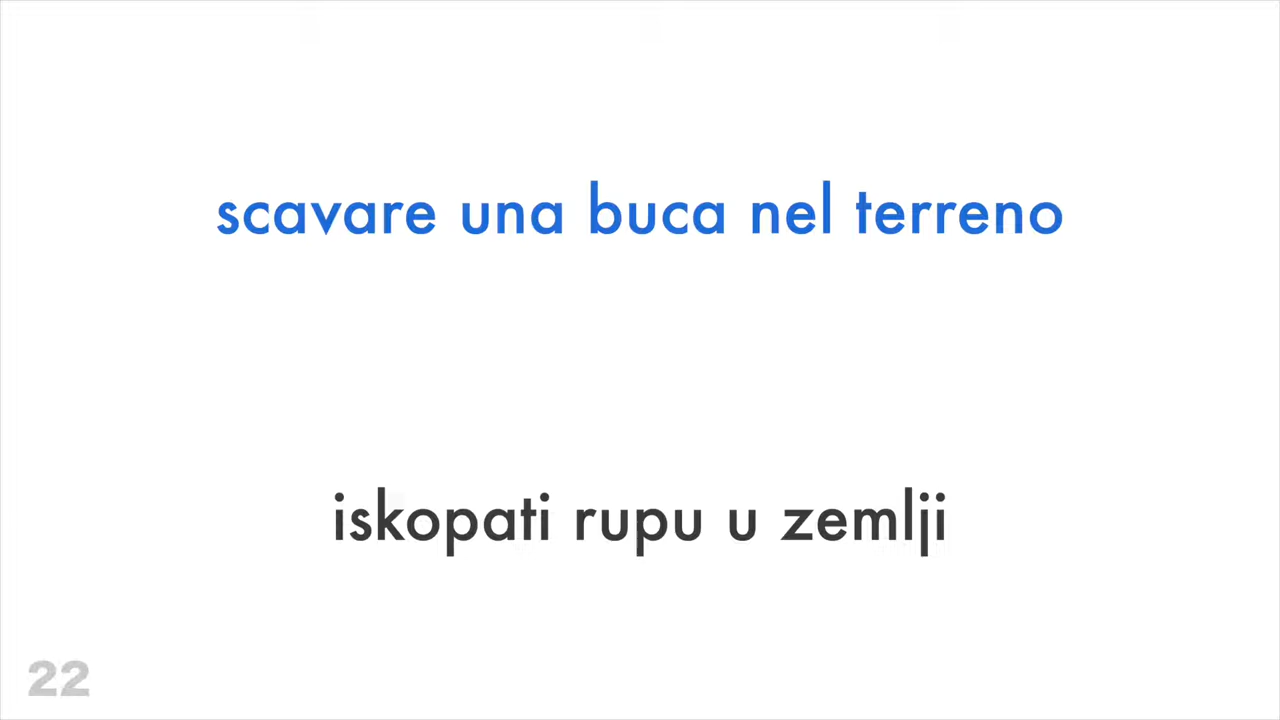 scavare una buca nel terreno
iskopati rupu u zemlji
22